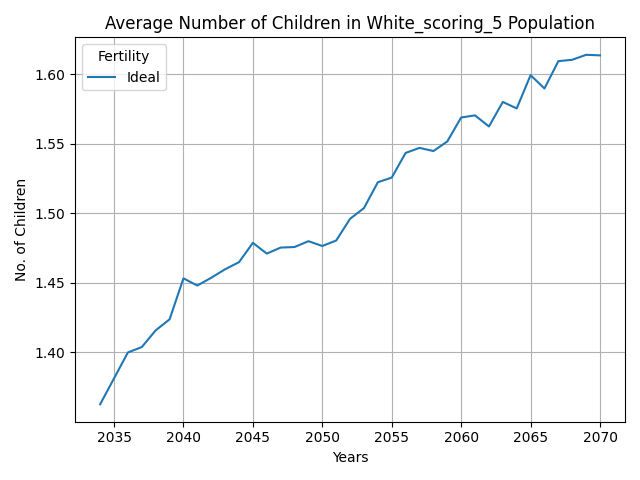 Average Number of Children in White_scoring_5 Population
Fertility
Ideal
No. of Children
1.60
1.55
1.50
1.45
1.40
2035 2040 2045 2050 2055 2060 2065 2070
Years